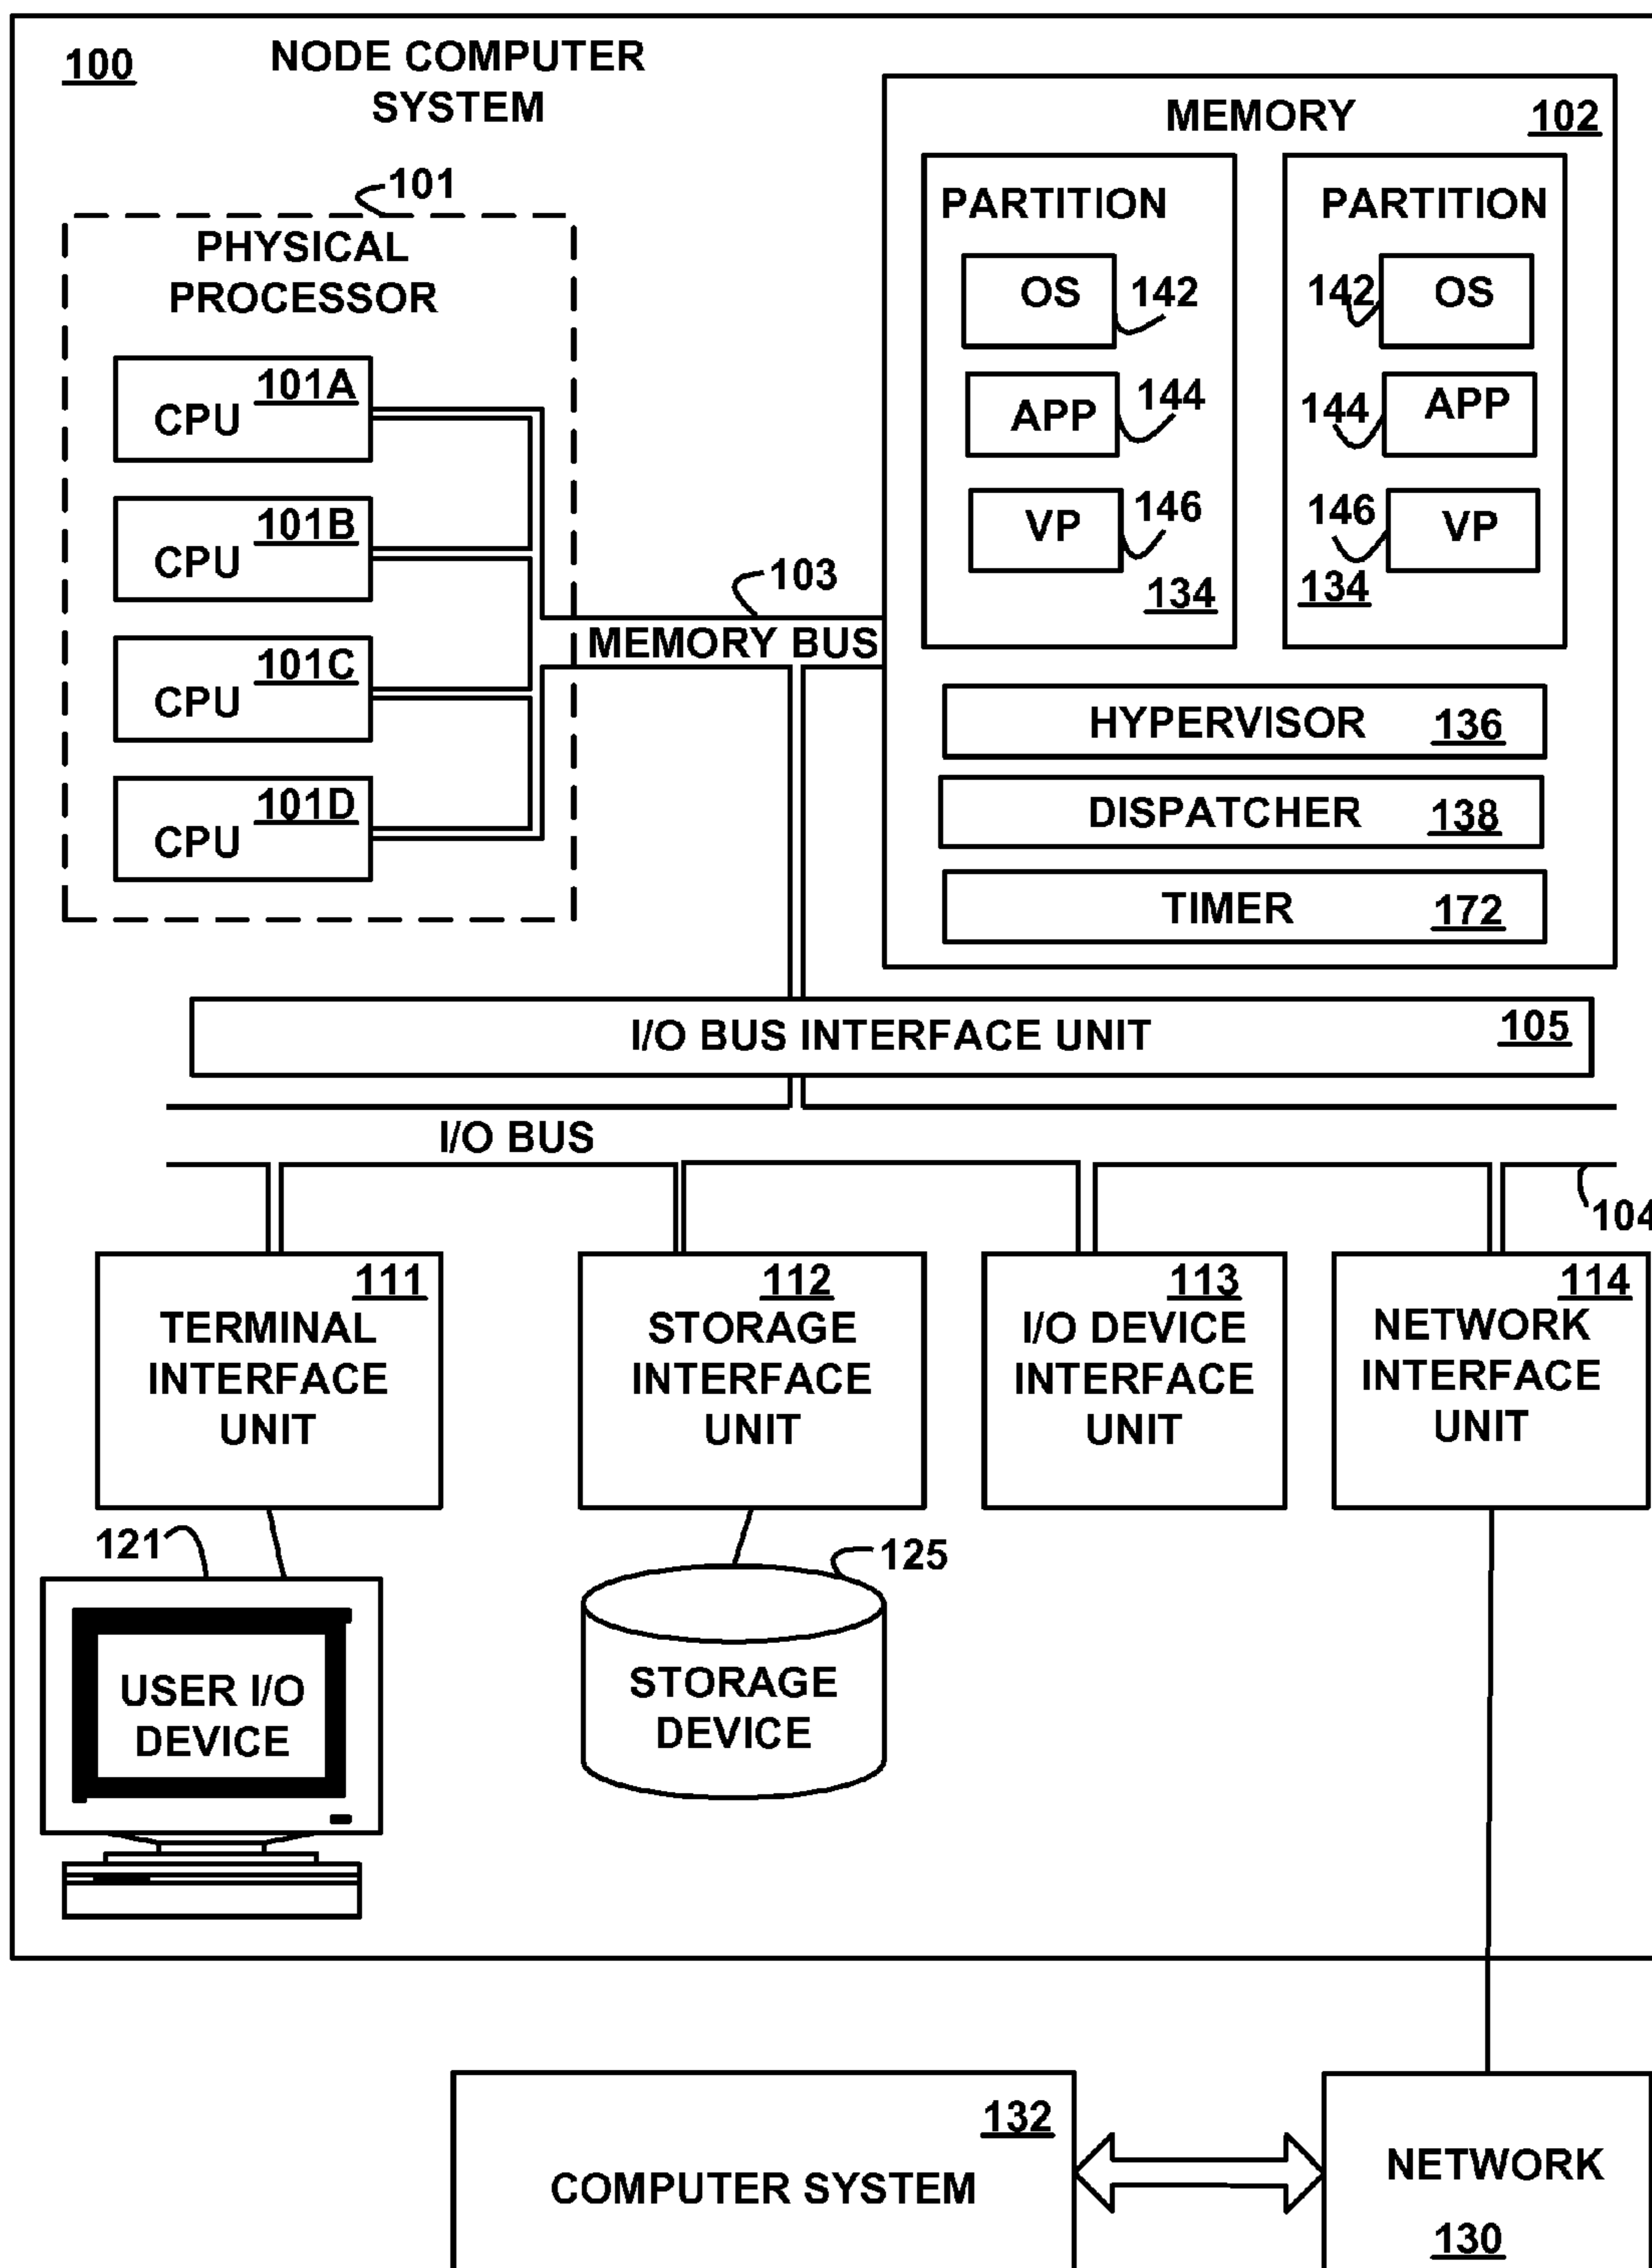 100
NODE COMPUTER
SYSTEM
101
PHYSICAL
PROCESSOR
101A
CPU
101B
CPU
101C
CPU
101D
CPU
103
MEMORY BUS
MEMORY
102
PARTITION
OS
142
APP
144
VP
146
134
PARTITION
142
OS
144
APP
146
VP
134
HYPERVISOR 136
DISPATCHER 138
TIMER 172
I/O BUS INTERFACE UNIT 105
I/O BUS
104
111
TERMINAL
INTERFACE
UNIT
112
STORAGE
INTERFACE
UNIT
113
I/O DEVICE
INTERFACE
UNIT
114
NETWORK
INTERFACE
UNIT
121
USER I/O
DEVICE
125
STORAGE
DEVICE
132
COMPUTER SYSTEM
NETWORK
130